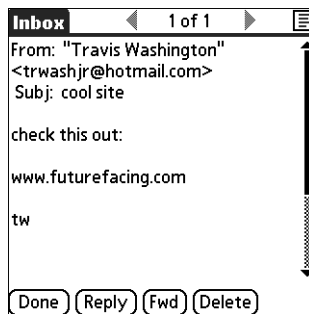 Inbox 1 of 1
From: "Travis Washington"
<trwashjr@hotmail.com>
Subj: cool site
check this out:
www.futurefacing.com
tw
Done Reply Fwd Delete